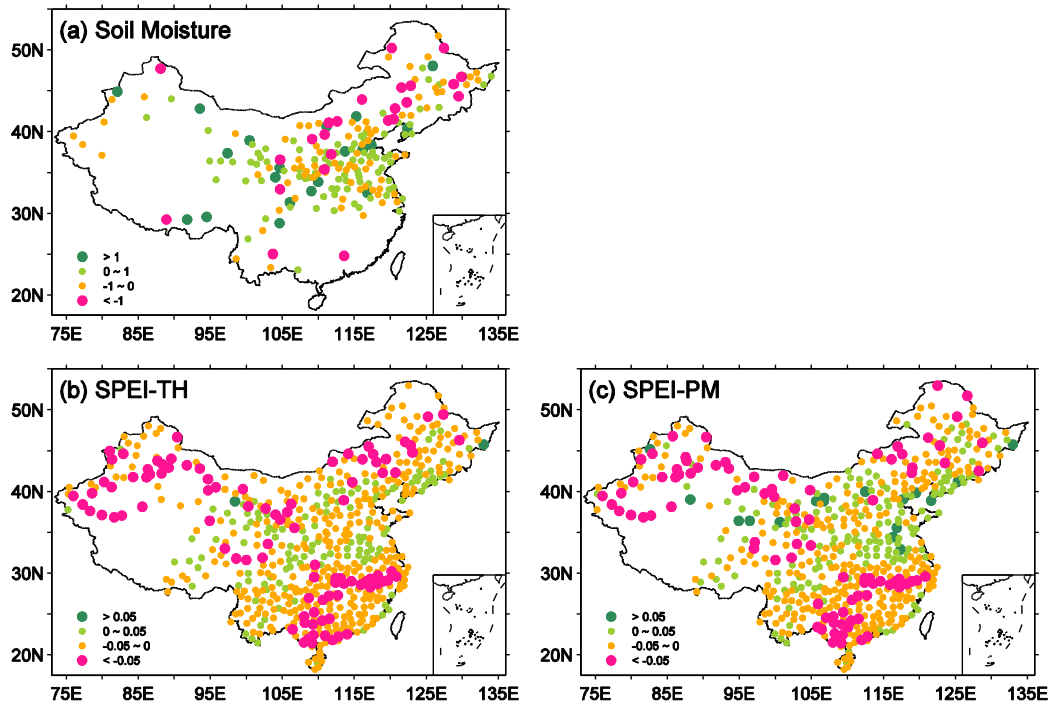 (a) Soil Moisture
50N
40N
30N
20N
> 1
0 ~ 1
-1 ~ 0
< -1
75E 85E 95E 105E 115E 125E 135E
(b) SPEI-TH
50N
40N
30N
20N
> 0.05
0 ~ 0.05
-0.05 ~ 0
< -0.05
75E 85E 95E 105E 115E 125E 135E
(c) SPEI-PM
50N
40N
30N
20N
> 0.05
0 ~ 0.05
-0.05 ~ 0
< -0.05
75E 85E 95E 105E 115E 125E 135E